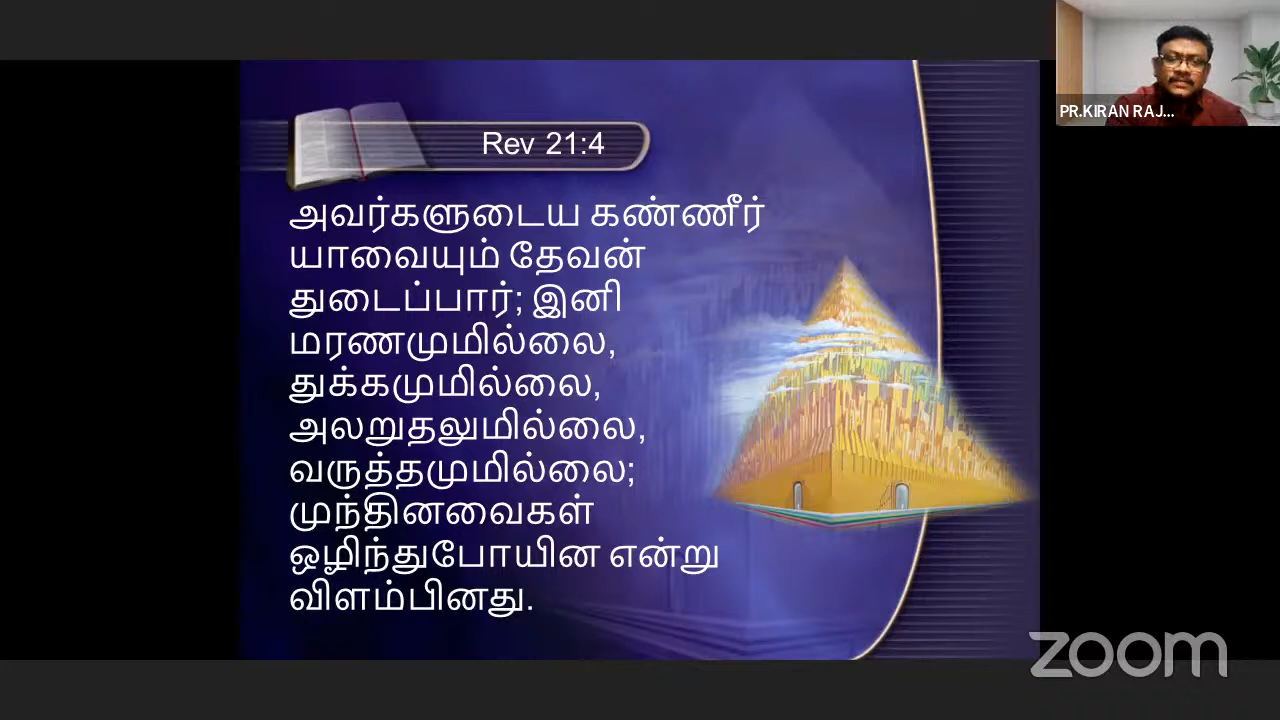 PR.KIRAN RAJ...
Rev 21:4
அவர்களுடைய கண்ணீர்
யாவையும் தேவன்
துடைப்பார்; இனி
மரணமுமில்லை,
துக்கமுமில்லை,
அலறுதலுமில்லை,
வருத்தமுமில்லை;
முந்தினவைகள்
ஒழிந்துபோயின என்று
விளம்பினது.
zoom